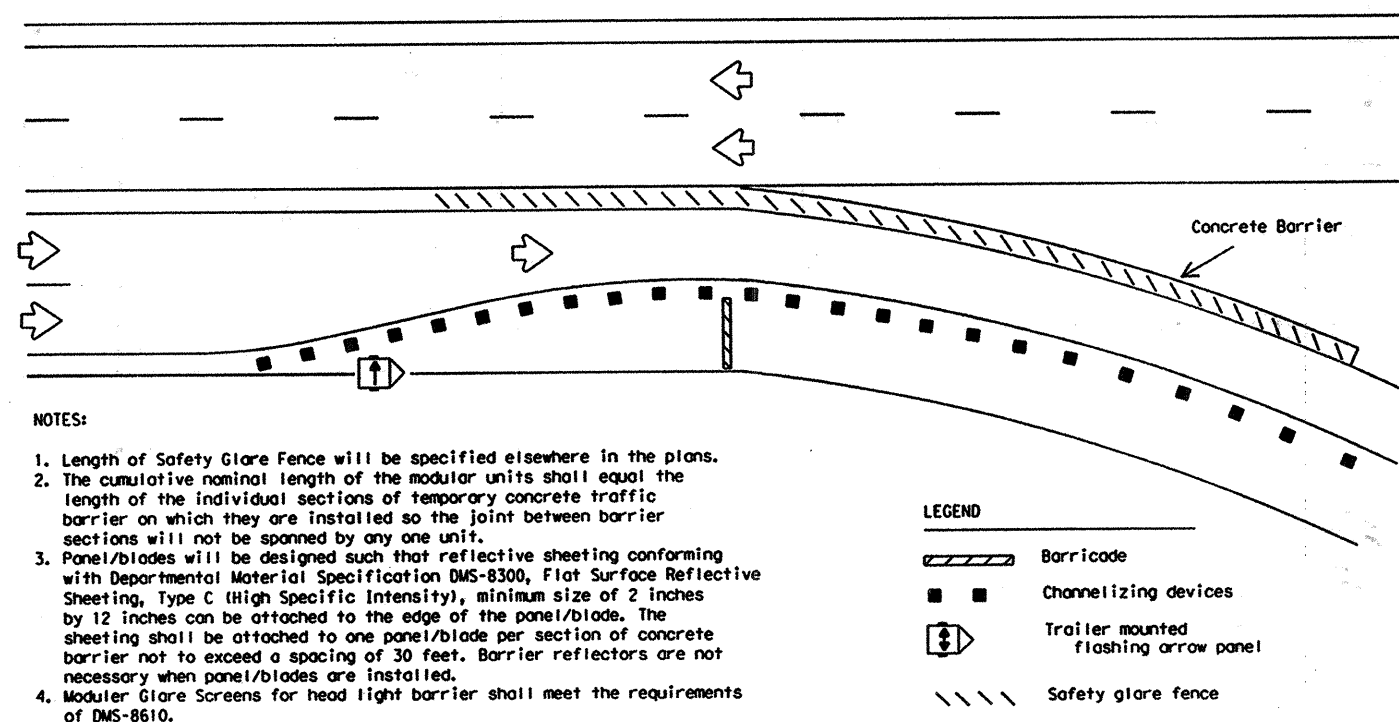 Concrete Barrier
NOTES:
1. Length of Safety Glare Fence will be specified elsewhere in the plans.
2. The cumulative nominal length of the modular units shall equal the
length of the individual sections of temporary concrete traffic
barrier on which they are installed so the joint between barrier
sections will not be spanned by any one unit.
3. Panel/blades will be designed such that reflective sheeting conforming
with Departmental Material Specification DMS-8300, Flat Surface Reflective
Sheeting, Type C (High Specific Intensity), minimum size of 2 inches
by 12 inches can be attached to the edge of the panel/blade. The
sheeting shall be attached to one panel/blade per section of concrete
barrier not to exceed a spacing of 30 feet. Barrier reflectors are not
necessary when panel/blades are installed.
4. Moduler Glare Screens for head light barrier shall meet the requirements
of DMS-8610.
LEGEND
Barricade
Channelizing devices
Trailer mounted
flashing arrow panel
Safety glare fence